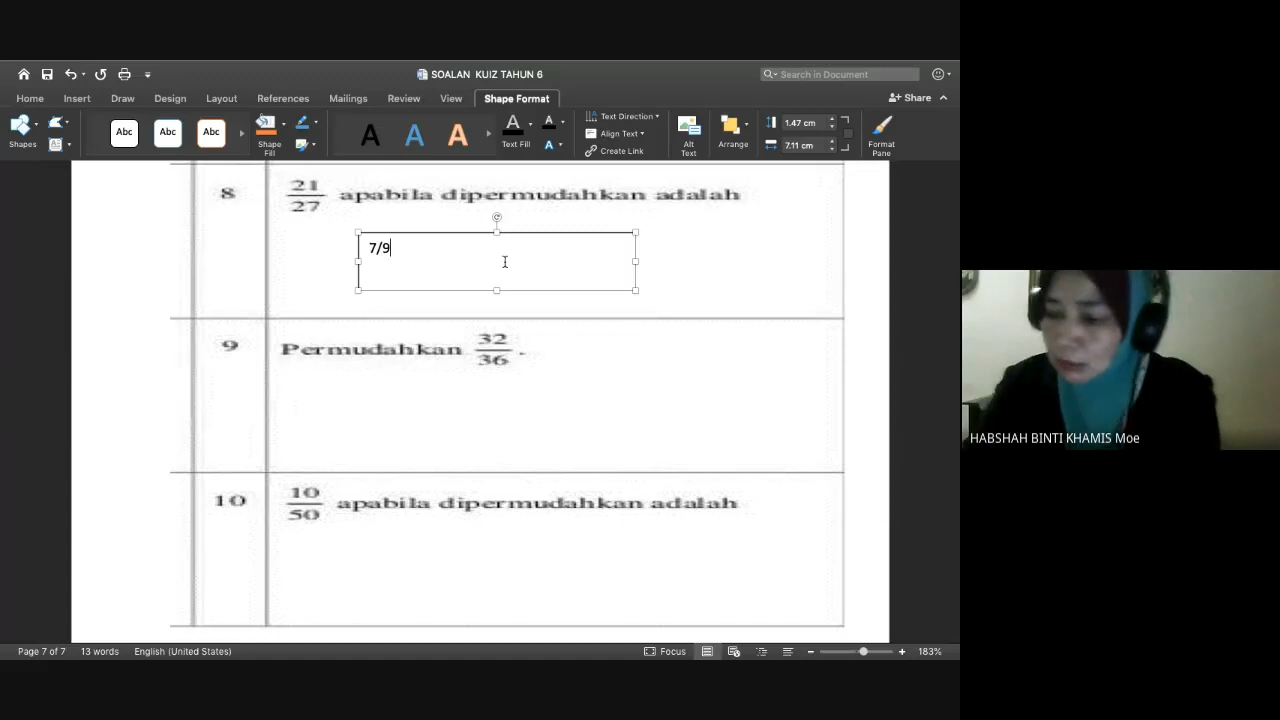 SOALAN KUIZ TAHUN 6
Search in Document
Home Insert Draw Design Layout References Mailings Review View Shape Format
Share
Shapes
Abc Abc Abc
Shape Fill
A A A
A
Text Fill
A
A
Text Direction
Align Text
Create Link
Alt Text
Arrange
1.47 cm
7.11 cm
Format Pane
8 21/27 apabila dipermudahkan adalah
7/9
9 Permudahkan 32/36 .
10 10/50 apabila dipermudahkan adalah
HABSHAH BINTI KHAMIS Moe
Page 7 of 7 13 words English (United States)
Focus
183%